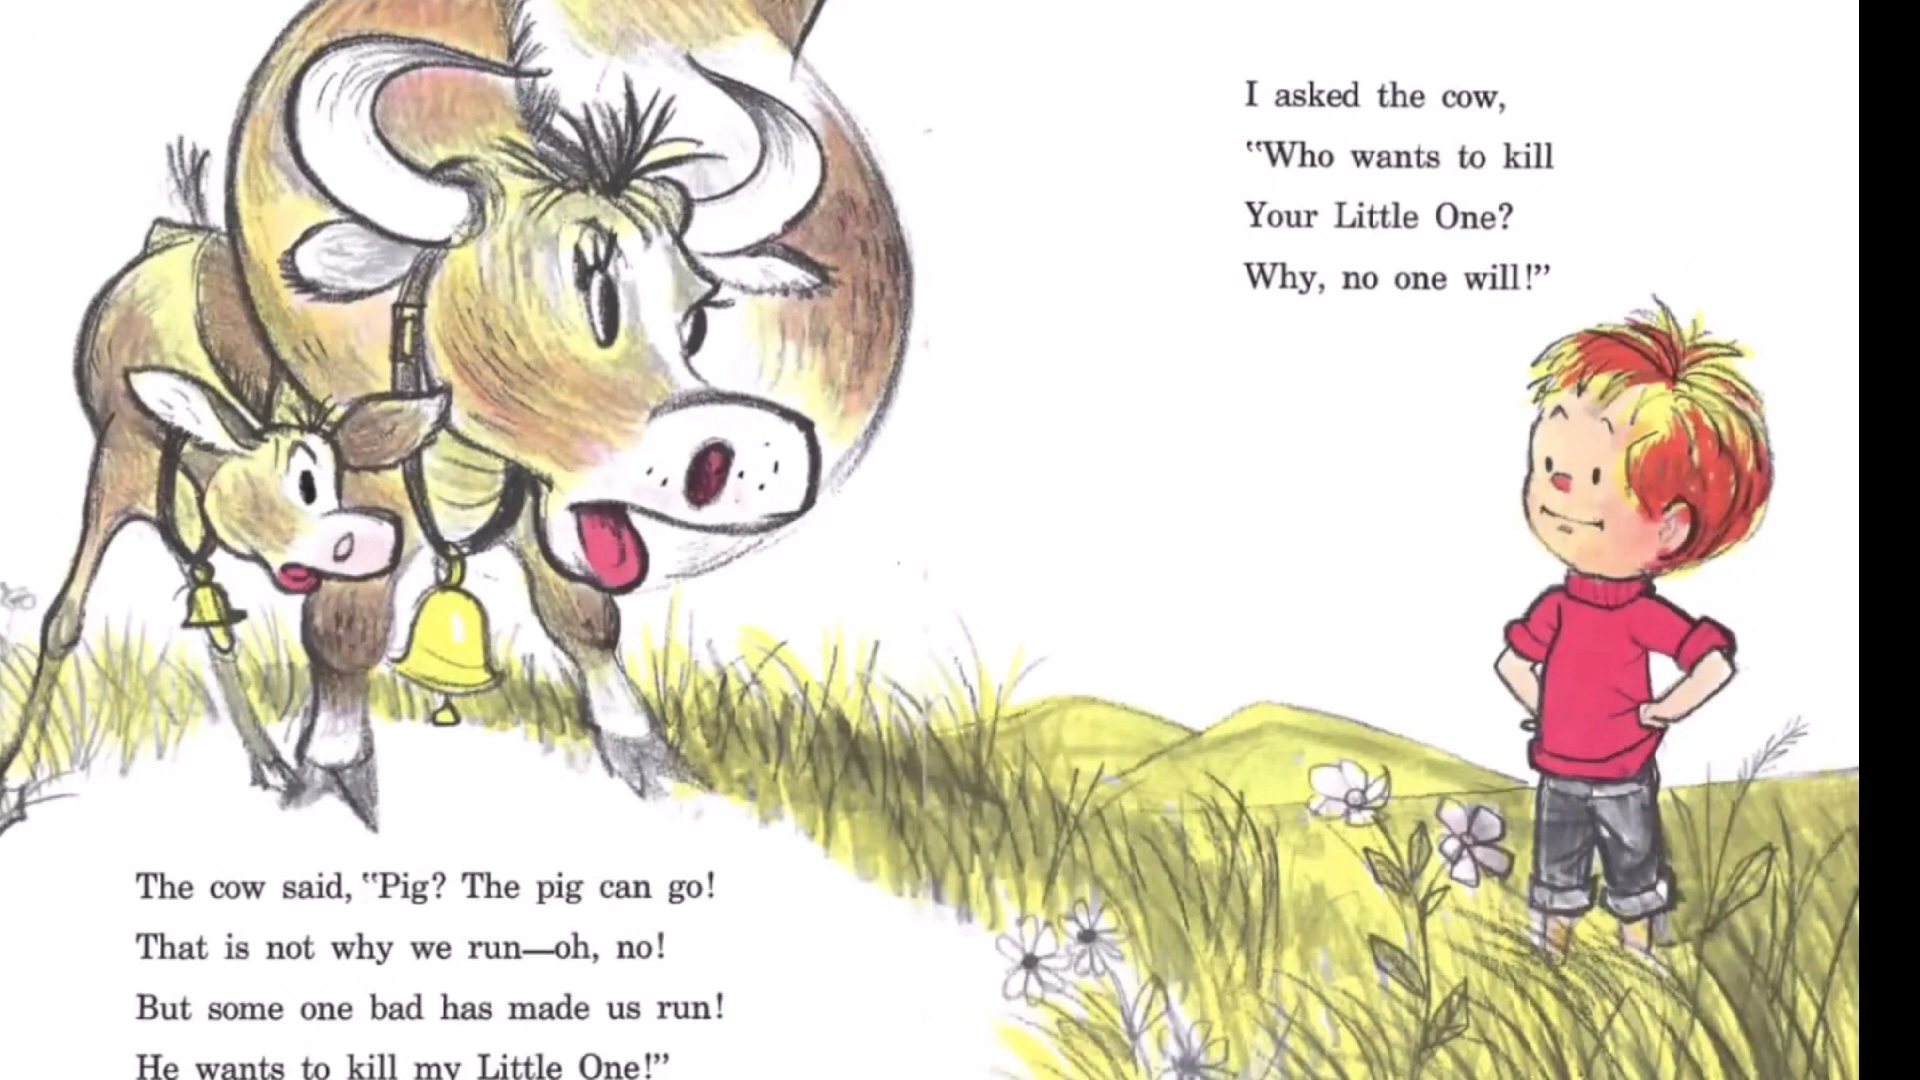 The cow said, "Pig? The pig can go!
That is not why we run—oh, no!
But some one bad has made us run!
He wants to kill my Little One!”
I asked the cow,
"Who wants to kill
Your Little One?
Why, no one will!”